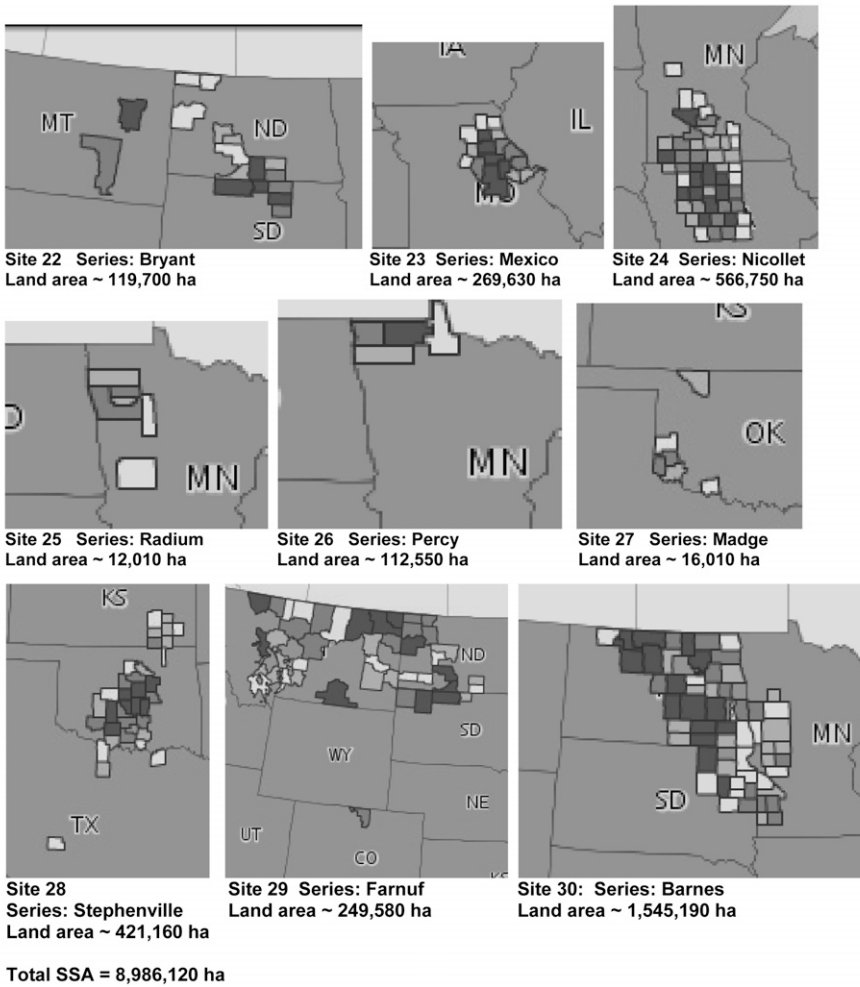 MT
ND
SD
Site 22 Series: Bryant
Land area ~ 119,700 ha
IA
IL
MO
Site 23 Series: Mexico
Land area ~ 269,630 ha
MN
Site 24 Series: Nicollet
Land area ~ 566,750 ha
D
MN
Site 25 Series: Radium
Land area ~ 12,010 ha
MN
Site 26 Series: Percy
Land area ~ 112,550 ha
KS
OK
Site 27 Series: Madge
Land area ~ 16,010 ha
KS
TX
Site 28
Series: Stephenville
Land area ~ 421,160 ha
ND
SD
WY
NE
UT
CO
KS
Site 29 Series: Farnuf
Land area ~ 249,580 ha
MN
SD
Site 30: Series: Barnes
Land area ~ 1,545,190 ha
Total SSA = 8,986,120 ha